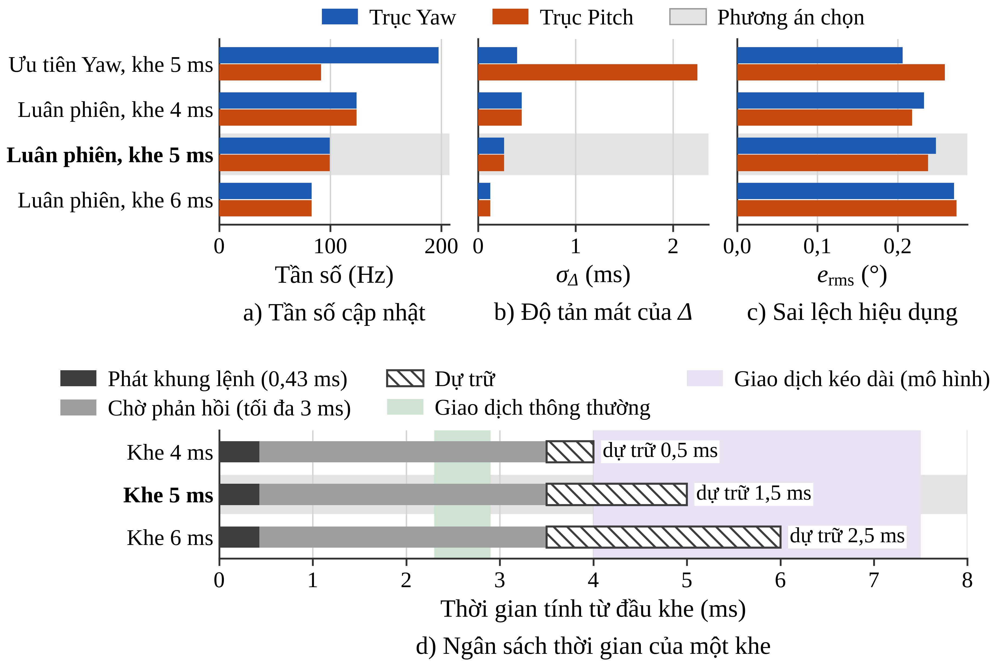 Trục Yaw Trục Pitch Phương án chọn
Ưu tiên Yaw, khe 5 ms
Luân phiên, khe 4 ms
Luân phiên, khe 5 ms
Luân phiên, khe 6 ms
0 100 200 0 1 2 0,0 0,1 0,2
Tần số (Hz) σΔ (ms) erms (°)
a) Tần số cập nhật b) Độ tản mát của Δ c) Sai lệch hiệu dụng
Phát khung lệnh (0,43 ms) Dự trữ Giao dịch kéo dài (mô hình)
Chờ phản hồi (tối đa 3 ms) Giao dịch thông thường
Khe 4 ms dự trữ 0,5 ms
Khe 5 ms dự trữ 1,5 ms
Khe 6 ms dự trữ 2,5 ms
0 1 2 3 4 5 6 7 8
Thời gian tính từ đầu khe (ms)
d) Ngân sách thời gian của một khe